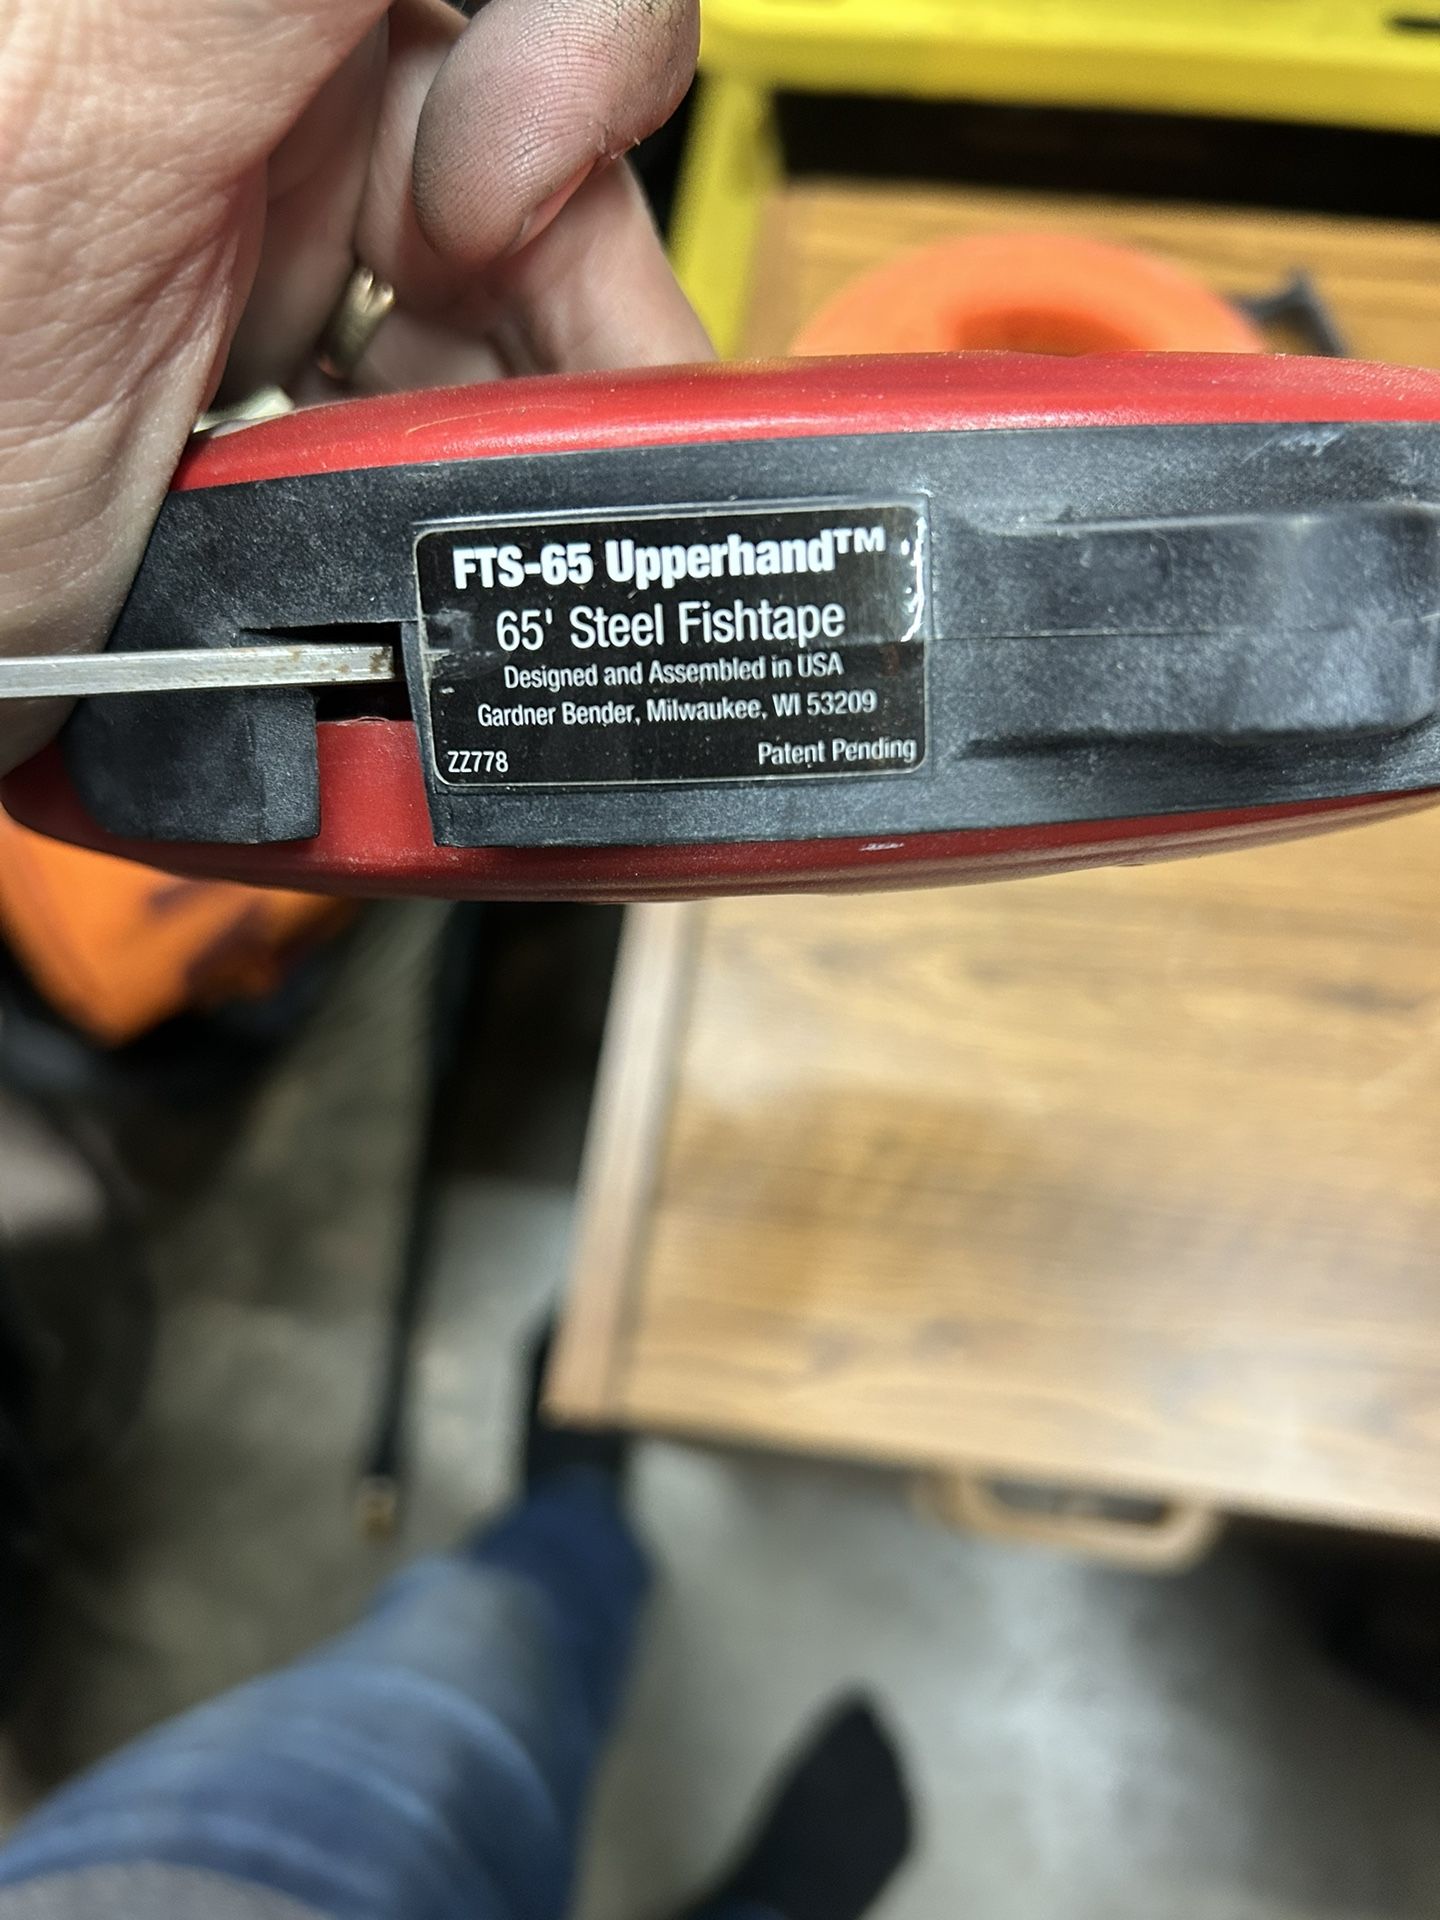 FTS-65 Upperhand™
65' Steel Fishtape
Designed and Assembled in USA
Gardner Bender, Milwaukee, WI 53209
ZZ778 Patent Pending